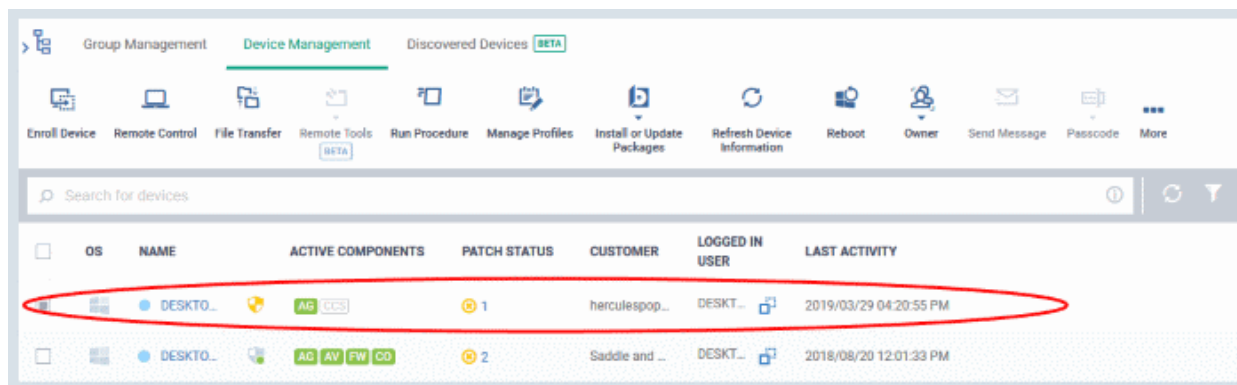 Group Management Device Management Discovered Devices BETA
Enroll Device Remote Control File Transfer Remote Tools Run Procedure Manage Profiles Install or Update Refresh Device Reboot Owner Send Message Passcode More
BETA Packages Information
Search for devices
OS NAME ACTIVE COMPONENTS PATCH STATUS CUSTOMER LOGGED IN LAST ACTIVITY
USER
DESKTO... AG CCS 1 herculespop... DESKT... 2019/03/29 04:20:55 PM
DESKTO... AG AV FW CO 2 Saddle and ... DESKT... 2018/08/20 12:01:33 PM